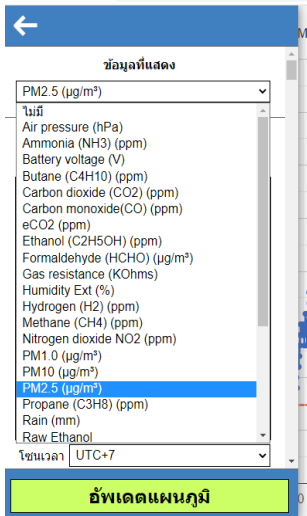 ข้อมูลที่แสดง
PM2.5 (µg/m³)
ไม่มี
Air pressure (hPa)
Ammonia (NH3) (ppm)
Battery voltage (V)
Butane (C4H10) (ppm)
Carbon dioxide (CO2) (ppm)
Carbon monoxide(CO) (ppm)
eCO2 (ppm)
Ethanol (C2H5OH) (ppm)
Formaldehyde (HCHO) (µg/m³)
Gas resistance (KOhms)
Humidity Ext (%)
Hydrogen (H2) (ppm)
Methane (CH4) (ppm)
Nitrogen dioxide NO2 (ppm)
PM1.0 (µg/m³)
PM10 (µg/m³)
PM2.5 (µg/m³)
Propane (C3H8) (ppm)
Rain (mm)
Raw Ethanol
โซนเวลา UTC+7
อัพเดตแผนภูมิ